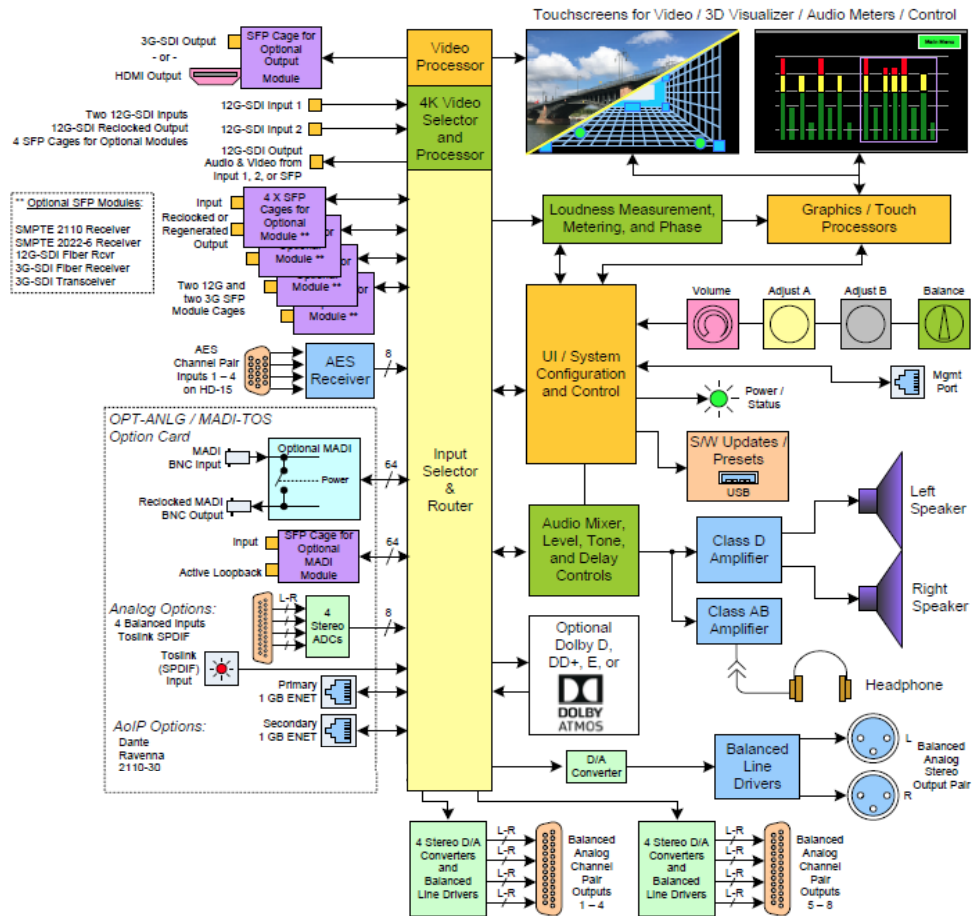 Touchscreens for Video / 3D Visualizer / Audio Meters / Control
3G-SDI Output
- or -
HDMI Output
SFP Cage for
Optional
Output
Module
Video
Processor
Main Menu
Two 12G-SDI Inputs
12G-SDI Reclocked Output
4 SFP Cages for Optional Modules
12G-SDI Input 1
12G-SDI Input 2
12G-SDI Output
Audio & Video from
Input 1, 2, or SFP
4K Video
Selector
and
Processor
** Optional SFP Modules:
SMPTE 2110 Receiver
SMPTE 2022-6 Receiver
12G-SDI Fiber Rcvr
3G-SDI Fiber Receiver
3G-SDI Transceiver
Input
Reclocked or
Regenerated
Output
4 X SFP
Cages for
Optional
Module **
or
Module **
or
Module **
or
Module **
Two 12G and
two 3G SFP
Module Cages
Loudness Measurement,
Metering, and Phase
Graphics / Touch
Processors
Volume
Adjust A
Adjust B
Balance
UI / System
Configuration
and Control
Mgmt
Port
Power /
Status
S/W Updates /
Presets
USB
AES
Channel Pair
Inputs 1 – 4
on HD-15
AES
Receiver
8
OPT-ANLG / MADI-TOS
Option Card
MADI
BNC Input
Optional MADI
Power
64
Reclocked MADI
BNC Output
Input
Active Loopback
SFP Cage for
Optional
MADI
Module
64
Input
Selector
&
Router
Audio Mixer,
Level, Tone,
and Delay
Controls
Class D
Amplifier
Left
Speaker
Right
Speaker
Class AB
Amplifier
Headphone
Analog Options:
4 Balanced Inputs
Toslink SPDIF
L-R
4
Stereo
ADCs
8
Toslink
(SPDIF)
Input
Primary
1 GB ENET
Secondary
1 GB ENET
AoIP Options:
Dante
Ravenna
2110-30
Optional
Dolby D,
DD+, E, or
DOLBY
ATMOS
D/A
Converter
Balanced
Line
Drivers
L
R
Balanced
Analog
Stereo
Output Pair
4 Stereo D/A
Converters
and
Balanced
Line Drivers
L-R
L-R
L-R
L-R
Balanced
Analog
Channel
Pair
Outputs
1 – 4
4 Stereo D/A
Converters
and
Balanced
Line Drivers
L-R
L-R
L-R
L-R
Balanced
Analog
Channel
Pair
Outputs
5 – 8